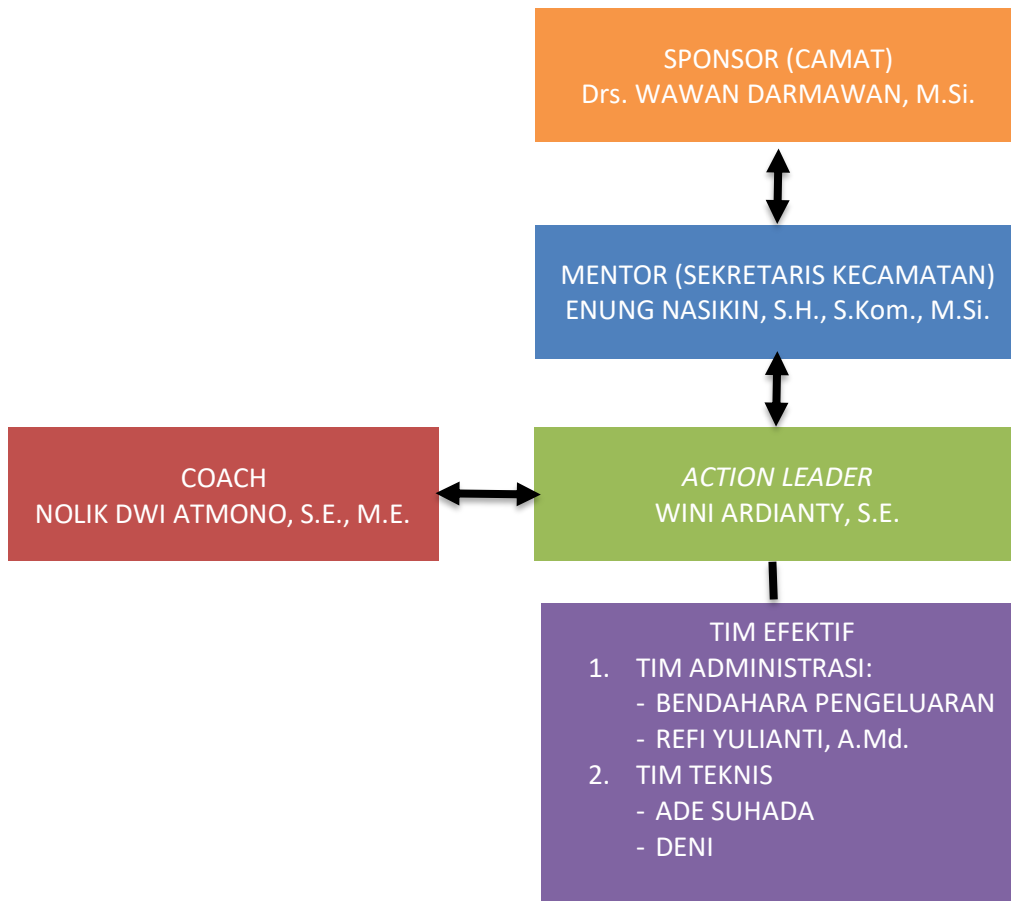 SPONSOR (CAMAT)
Drs. WAWAN DARMAWAN, M.Si.
MENTOR (SEKRETARIS KECAMATAN)
ENUNG NASIKIN, S.H., S.Kom., M.Si.
COACH
NOLIK DWI ATMONO, S.E., M.E.
ACTION LEADER
WINI ARDIANTY, S.E.
TIM EFEKTIF
1. TIM ADMINISTRASI:
- BENDAHARA PENGELUARAN
- REFI YULIANTI, A.Md.
2. TIM TEKNIS
- ADE SUHADA
- DENI